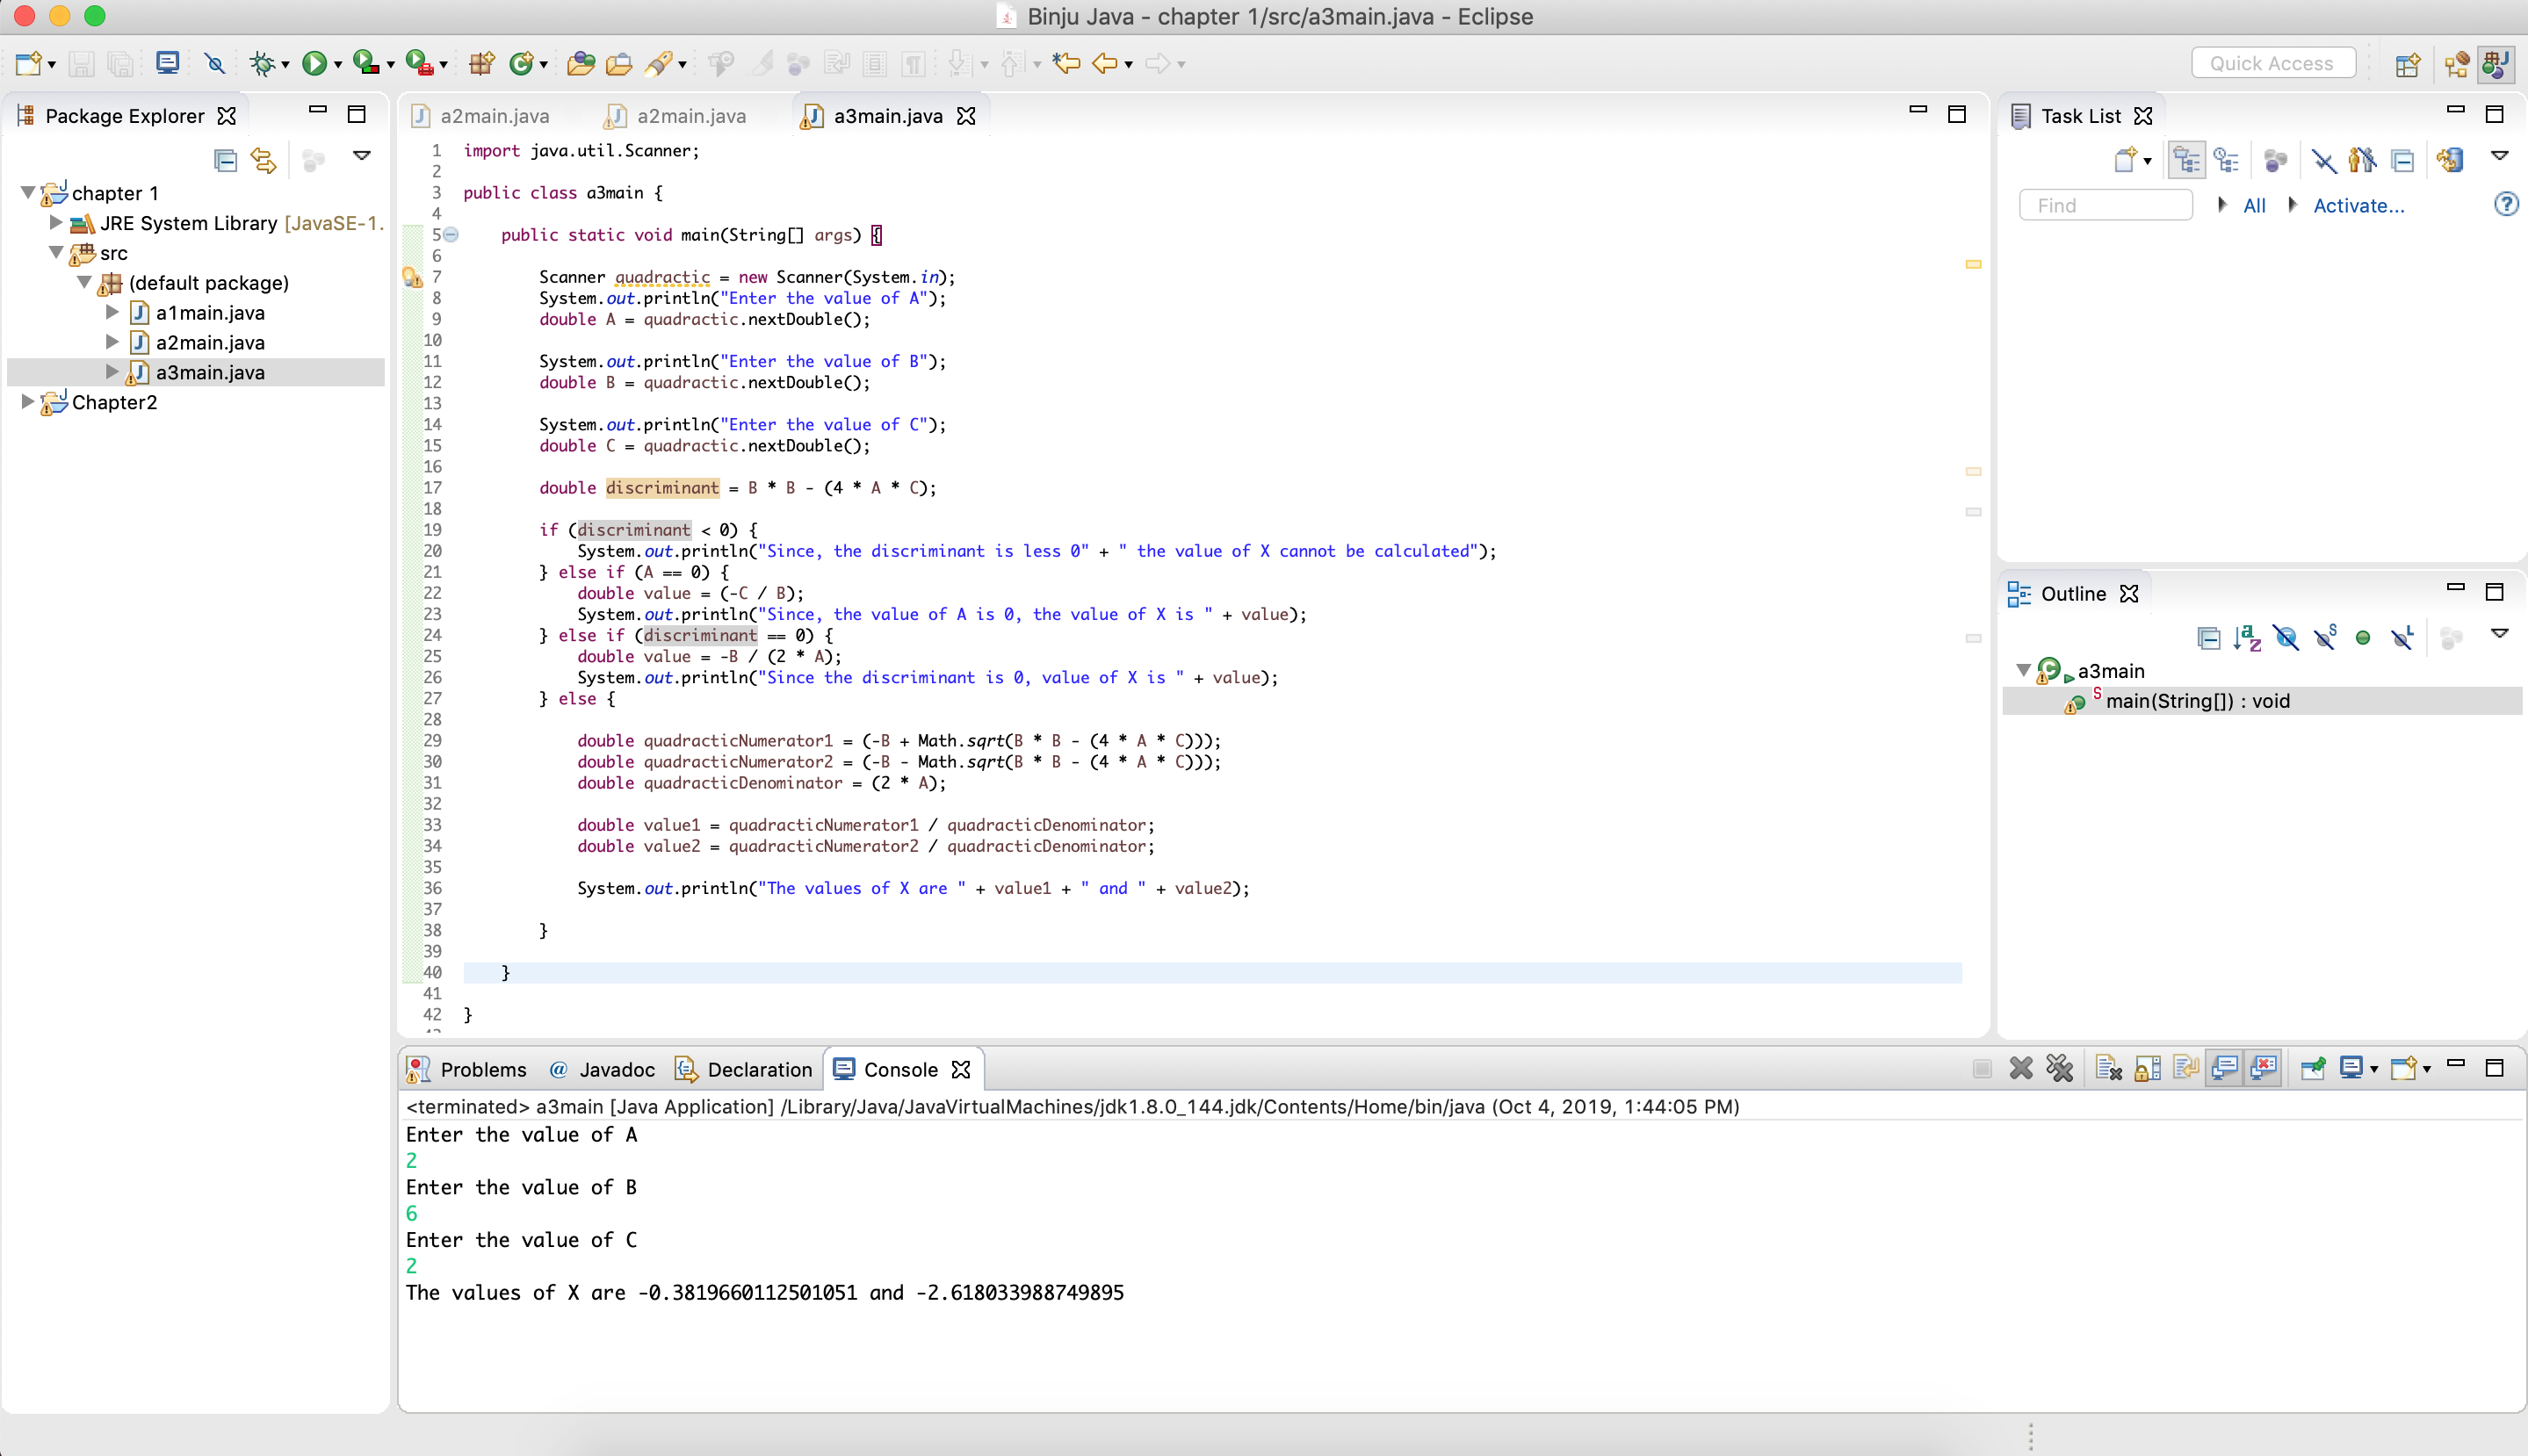 Binju Java - chapter 1/src/a3main.java - Eclipse
Quick Access
Package Explorer
chapter 1
JRE System Library [JavaSE-1.
src
(default package)
a1main.java
a2main.java
a3main.java
Chapter2
a2main.java a2main.java a3main.java
1 import java.util.Scanner;
2
3 public class a3main {
4
5 public static void main(String[] args) {
6
7 Scanner quadractic = new Scanner(System.in);
8 System.out.println("Enter the value of A");
9 double A = quadractic.nextDouble();
10
11 System.out.println("Enter the value of B");
12 double B = quadractic.nextDouble();
13
14 System.out.println("Enter the value of C");
15 double C = quadractic.nextDouble();
16
17 double discriminant = B * B - (4 * A * C);
18
19 if (discriminant < 0) {
20 System.out.println("Since, the discriminant is less 0" + " the value of X cannot be calculated");
21 } else if (A == 0) {
22 double value = (-C / B);
23 System.out.println("Since, the value of A is 0, the value of X is " + value);
24 } else if (discriminant == 0) {
25 double value = -B / (2 * A);
26 System.out.println("Since the discriminant is 0, value of X is " + value);
27 } else {
28
29 double quadracticNumerator1 = (-B + Math.sqrt(B * B - (4 * A * C)));
30 double quadracticNumerator2 = (-B - Math.sqrt(B * B - (4 * A * C)));
31 double quadracticDenominator = (2 * A);
32
33 double value1 = quadracticNumerator1 / quadracticDenominator;
34 double value2 = quadracticNumerator2 / quadracticDenominator;
35
36 System.out.println("The values of X are " + value1 + " and " + value2);
37
38 }
39
40 }
41
42 }
Task List
Find All Activate...
Outline
a3main
main(String[]) : void
Problems @ Javadoc Declaration Console
<terminated> a3main [Java Application] /Library/Java/JavaVirtualMachines/jdk1.8.0_144.jdk/Contents/Home/bin/java (Oct 4, 2019, 1:44:05 PM)
Enter the value of A
2
Enter the value of B
6
Enter the value of C
2
The values of X are -0.3819660112501051 and -2.618033988749895